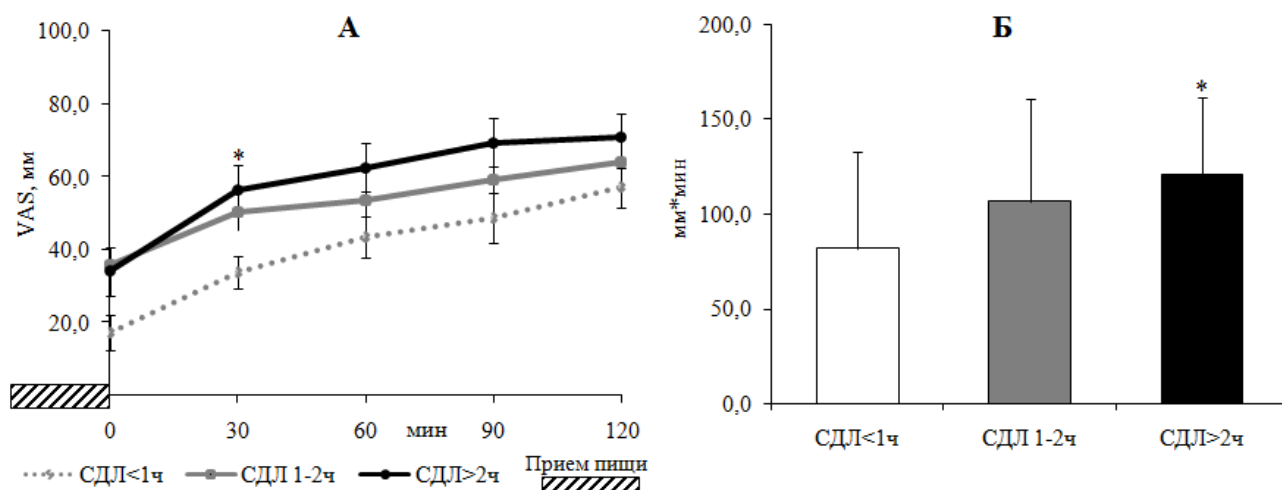 А
100,0
80,0
60,0
40,0
20,0
VAS, мм
*
0 30 60 мин 90 120
СДЛ<1ч СДЛ 1-2ч СДЛ>2ч Прием пищи
Б
200,0
150,0
100,0
50,0
0,0
мм*мин
*
СДЛ<1ч СДЛ 1-2ч СДЛ>2ч